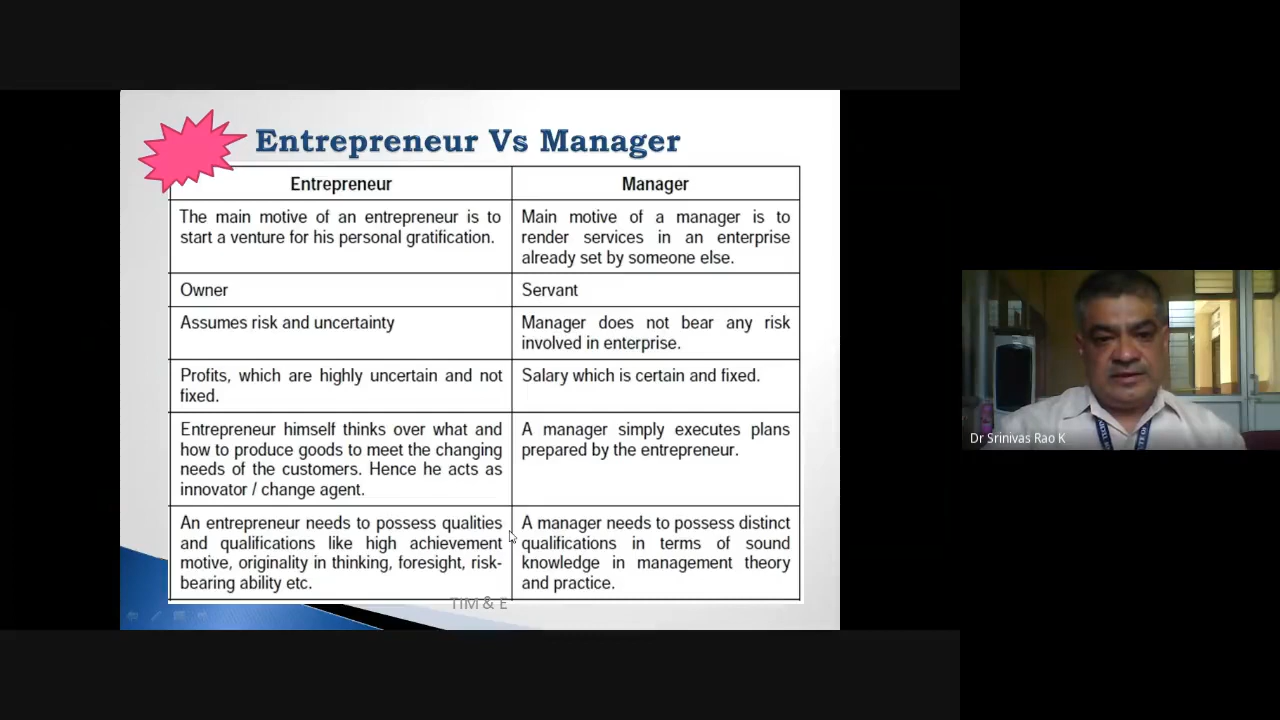 Entrepreneur Vs Manager
Entrepreneur
Manager
The main motive of an entrepreneur is to
start a venture for his personal gratification.
Main motive of a manager is to
render services in an enterprise
already set by someone else.
Owner
Servant
Assumes risk and uncertainty
Manager does not bear any risk
involved in enterprise.
Profits, which are highly uncertain and not
fixed.
Salary which is certain and fixed.
Entrepreneur himself thinks over what and
how to produce goods to meet the changing
needs of the customers. Hence he acts as
innovator / change agent.
A manager simply executes plans
prepared by the entrepreneur.
An entrepreneur needs to possess qualities
and qualifications like high achievement
motive, originality in thinking, foresight, risk-
bearing ability etc.
A manager needs to possess distinct
qualifications in terms of sound
knowledge in management theory
and practice.
TIM & E
Dr Srinivas Rao K